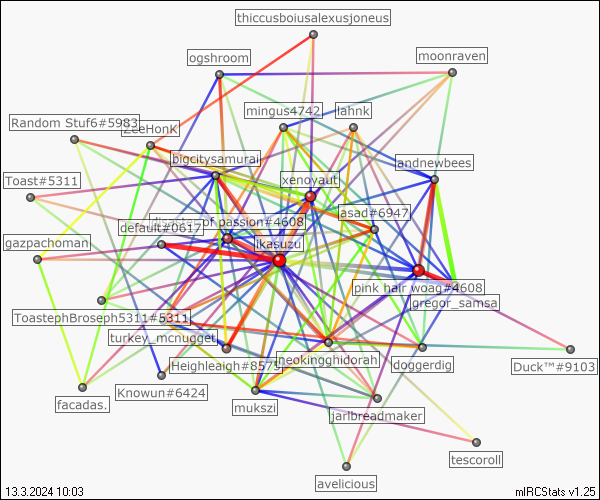 thiccusboiusalexusjoneus
ogshroom
moonraven
mingus4742
lahnk
Random Stuf6#5983
ZeeHonK
bigcitysamurai
landnewbees
xenoyaut
Toast#5311
asad#6947
disaster of passion#4608
default#0617
ikasuzu
gazpachoman
pink hair woag#4608
gregor_samsa
ToastephBroseph5311#5311
turkey_mcnugget
neokingghidorah
Heighleaigh#8575
doggerdig
Duck™#9103
Knowun#6424
facadas.
mukszi
jarlbreadmaker
tescoroll
avelicious
13.3.2024 10:03
mIRCStats v1.25